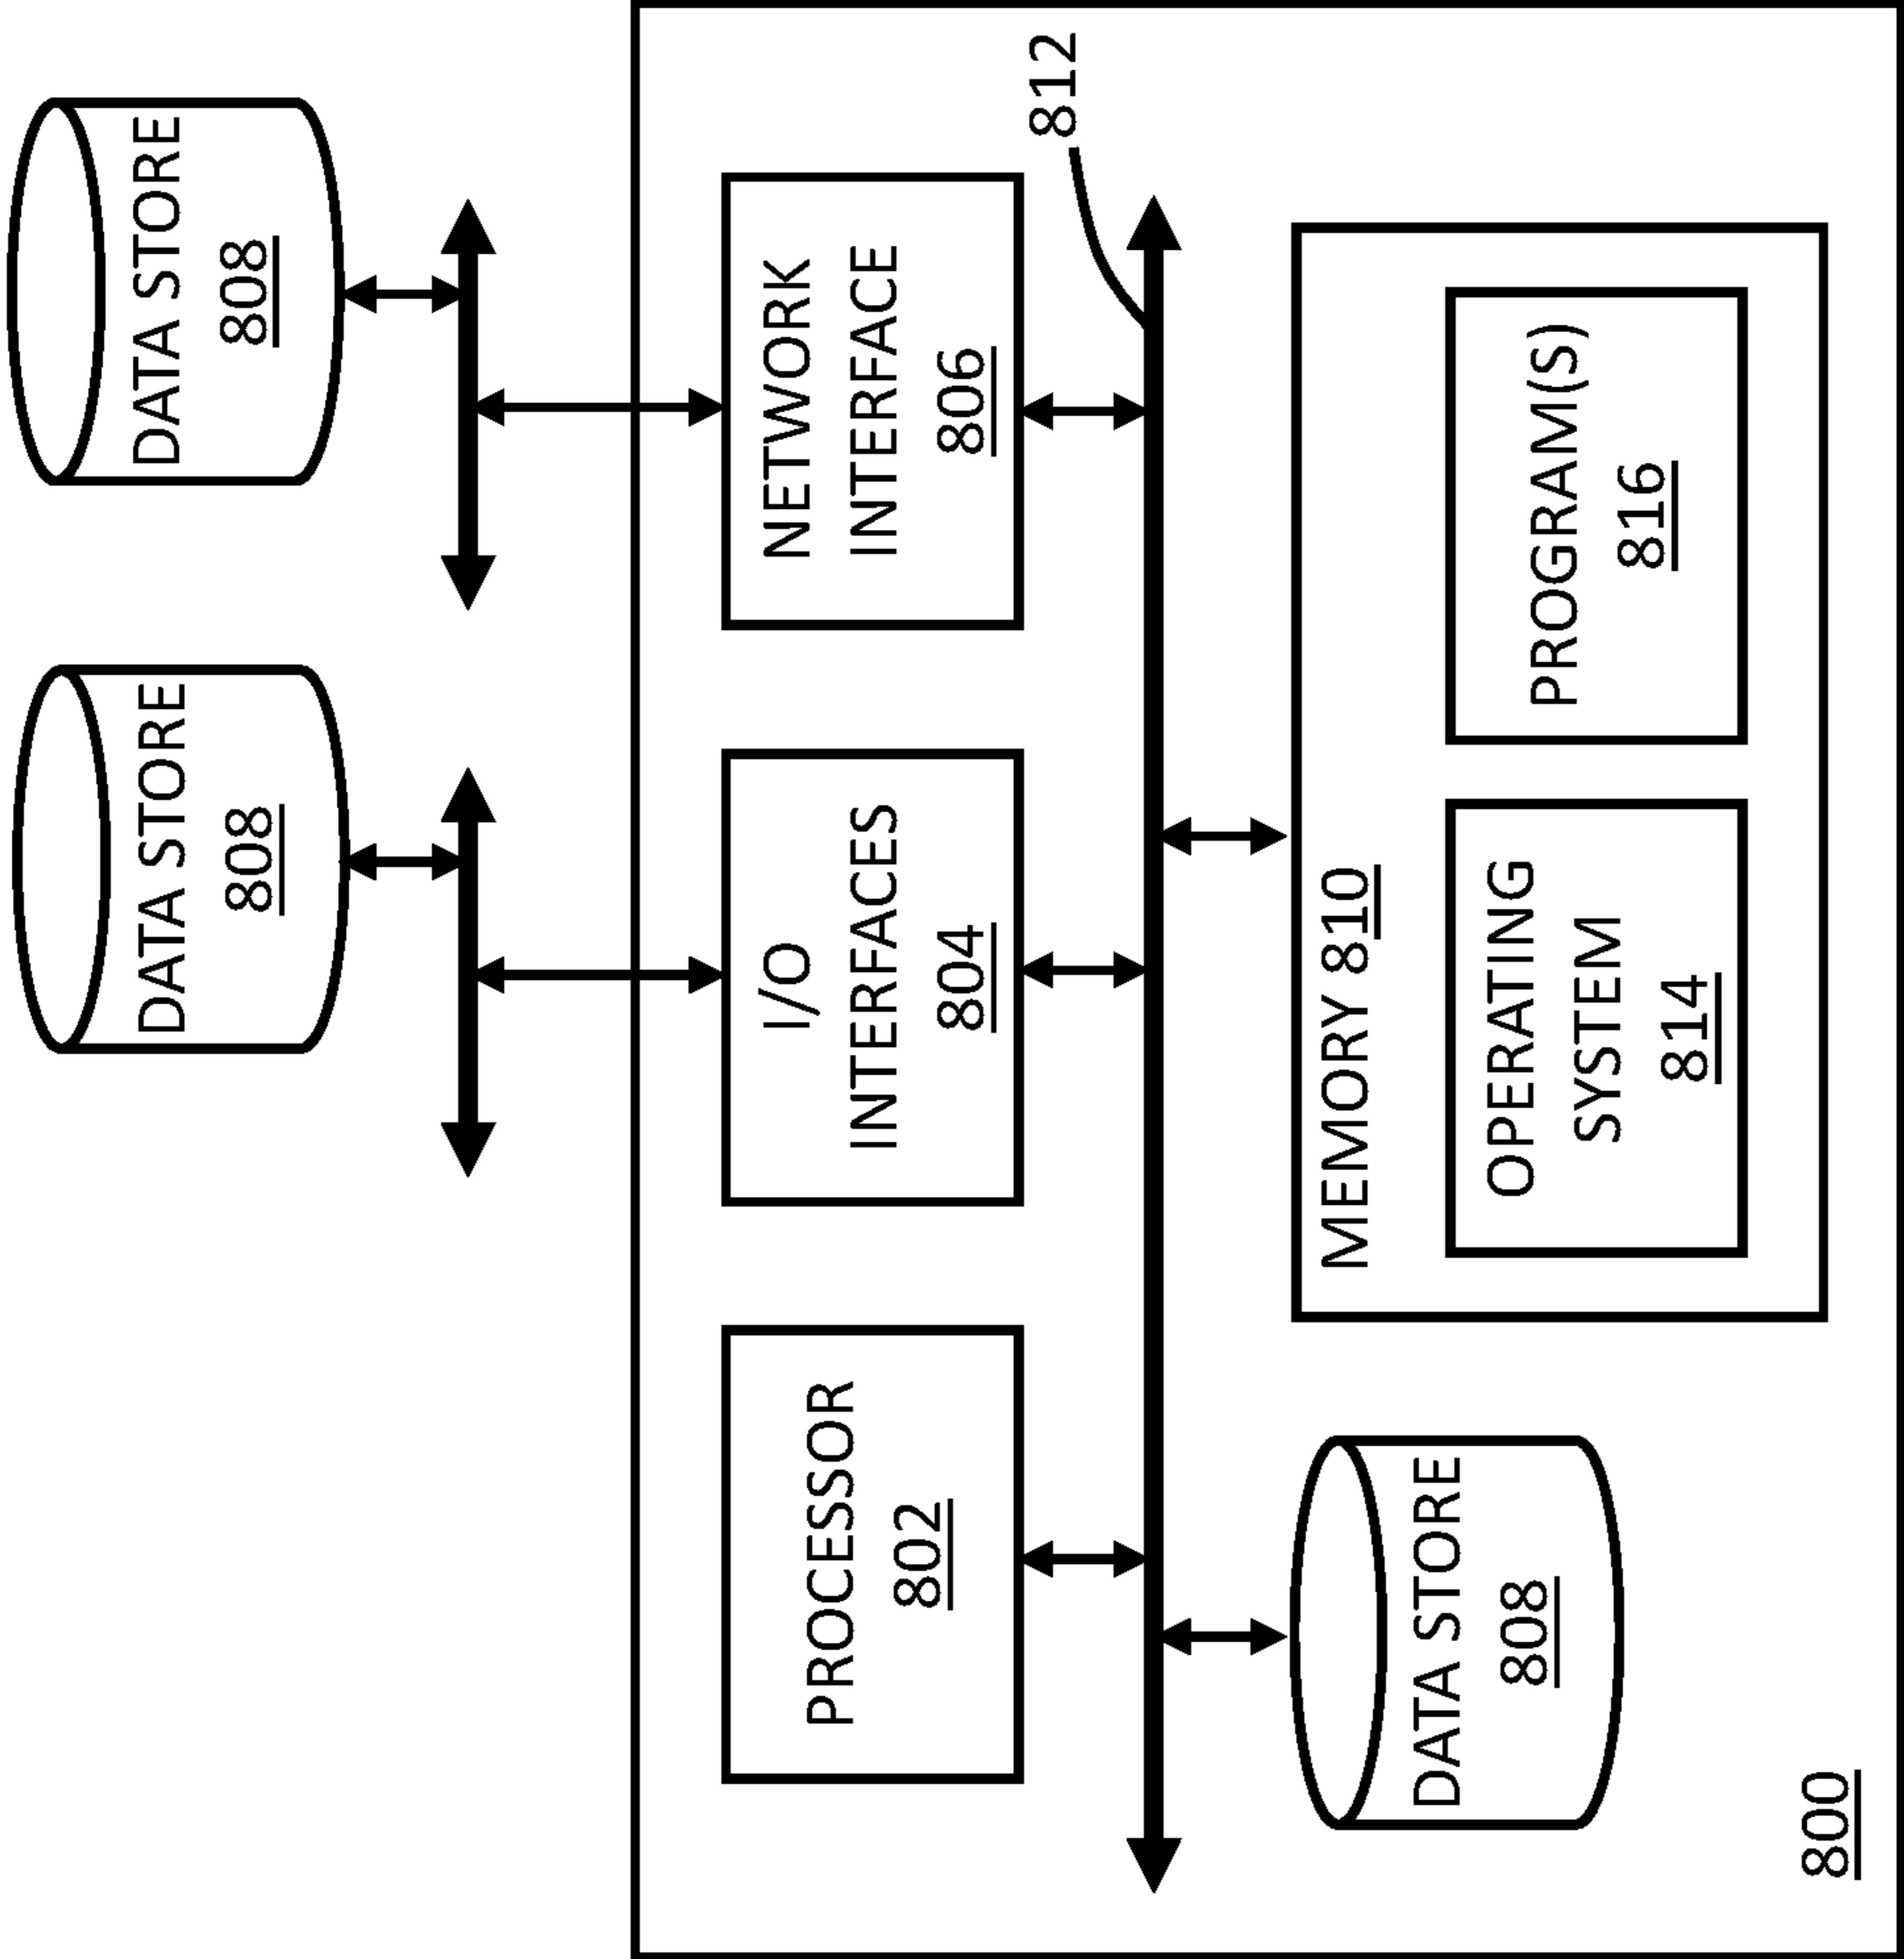 DATA STORE
808
DATA STORE
808
PROCESSOR
802
I/O
INTERFACES
804
NETWORK
INTERFACE
806
812
DATA STORE
808
MEMORY 810
OPERATING
SYSTEM
814
PROGRAM(S)
816
800